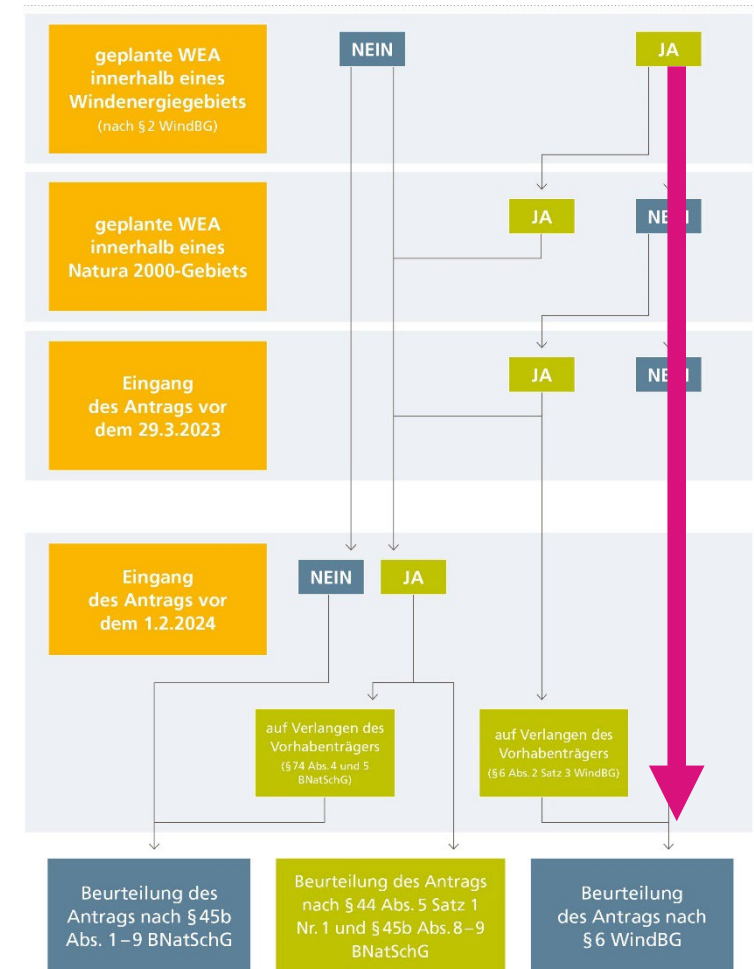 geplante WEA
innerhalb eines
Windenergiegebiets
(nach § 2 WindBG)
NEIN
JA
geplante WEA
innerhalb eines
Natura 2000-Gebiets
JA
NEIN
Eingang
des Antrags vor
dem 29.3.2023
JA
NEIN
Eingang
des Antrags vor
dem 1.2.2024
NEIN
JA
auf Verlangen des
Vorhabenträgers
(§ 74 Abs. 4 und 5
BNatSchG)
auf Verlangen des
Vorhabenträgers
(§ 6 Abs. 2 Satz 3 WindBG)
Beurteilung des
Antrags nach § 45b
Abs. 1–9 BNatSchG
Beurteilung des Antrags
nach § 44 Abs. 5 Satz 1
Nr. 1 und § 45b Abs. 8–9
BNatSchG
Beurteilung
des Antrags nach
§ 6 WindBG